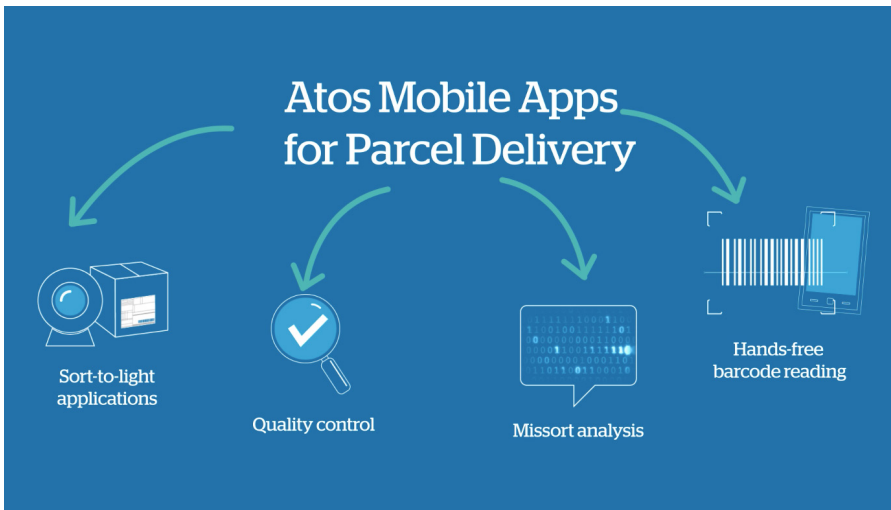 Atos Mobile Apps
for Parcel Delivery
Sort-to-light
applications
Quality control
Missort analysis
Hands-free
barcode reading